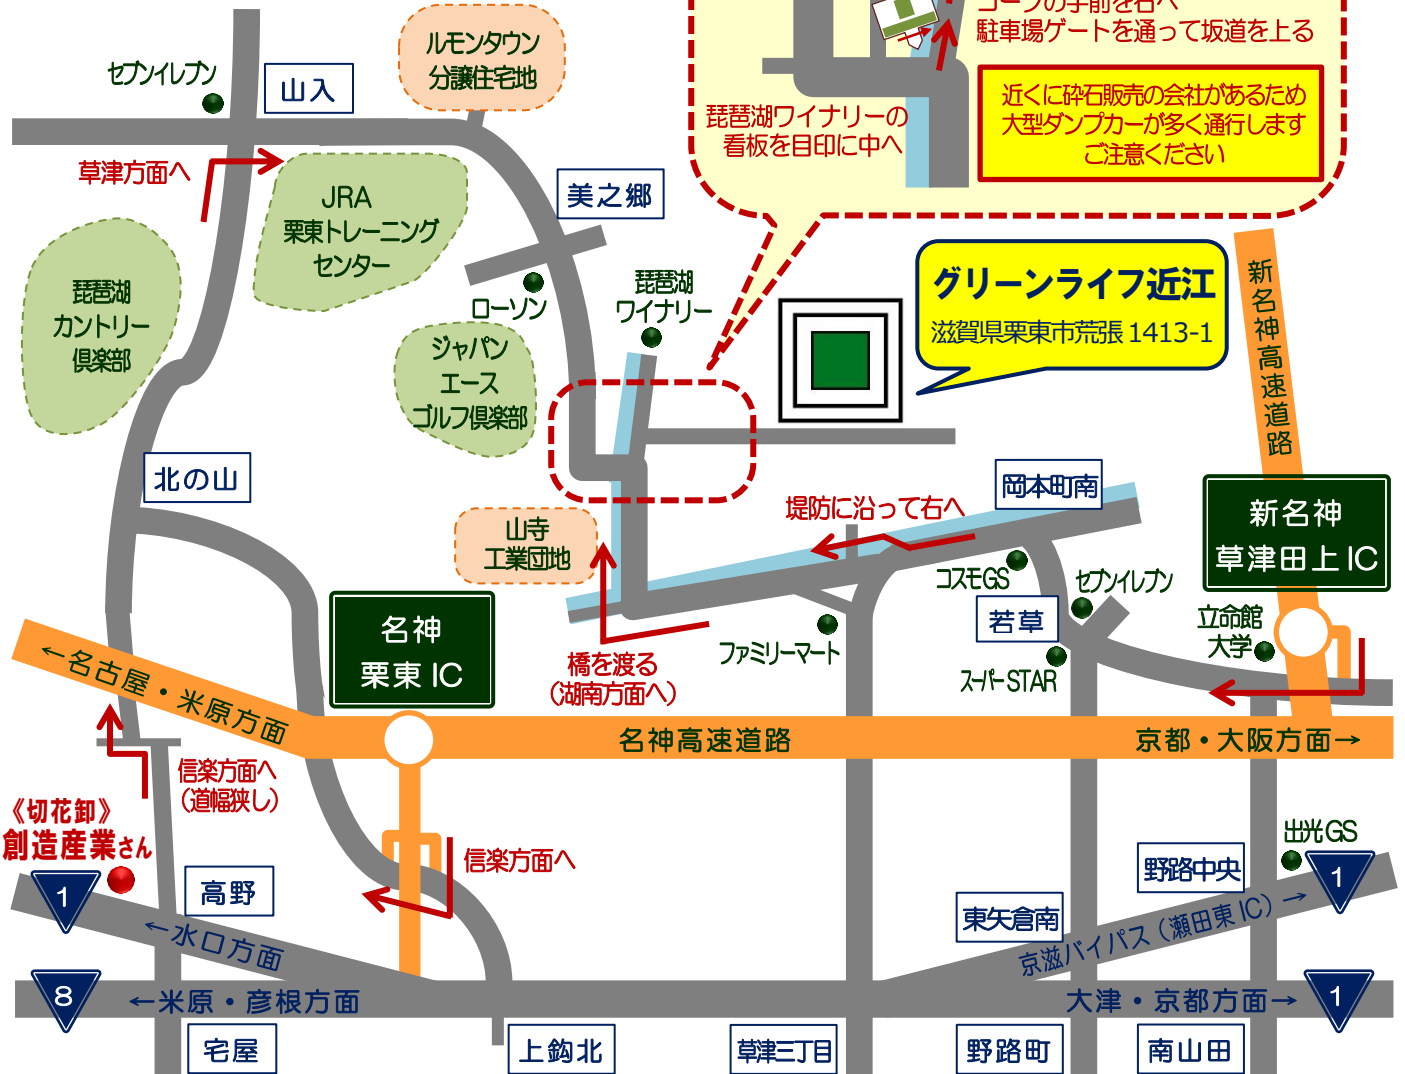 コープの手前を右へ
駐車場ゲートを通って坂道を上る
近くに砕石販売の会社があるため
大型ダンプカーが多く通行します
ご注意ください
琵琶湖ワイナリーの
看板を目印に中へ
ルモンタウン
分譲住宅地
セブンイレブン
山入
草津方面へ
JRA
栗東トレーニング
センター
美之郷
琵琶湖
カントリー
倶楽部
ローソン
琵琶湖
ワイナリー
グリーンライフ近江
滋賀県栗東市荒張 1413-1
新名神高速道路
ジャパン
エース
ゴルフ倶楽部
北の山
岡本町南
堤防に沿って右へ
新名神
草津田上 IC
山寺
工業団地
コスモGS
セブンイレブン
若草
立命館
大学
名神
栗東 IC
ファミリーマート
スーパーSTAR
橋を渡る
（湖南方面へ）
←名古屋・米原方面
名神高速道路
京都・大阪方面→
信楽方面へ
（道幅狭し）
《切花卸》
創造産業さん
出光GS
信楽方面へ
野路中央
1
高野
1
東矢倉南
←水口方面
京滋バイパス（瀬田東 IC）→
8
←米原・彦根方面
大津・京都方面→
1
宅屋
上鈎北
草津三丁目
野路町
南山田